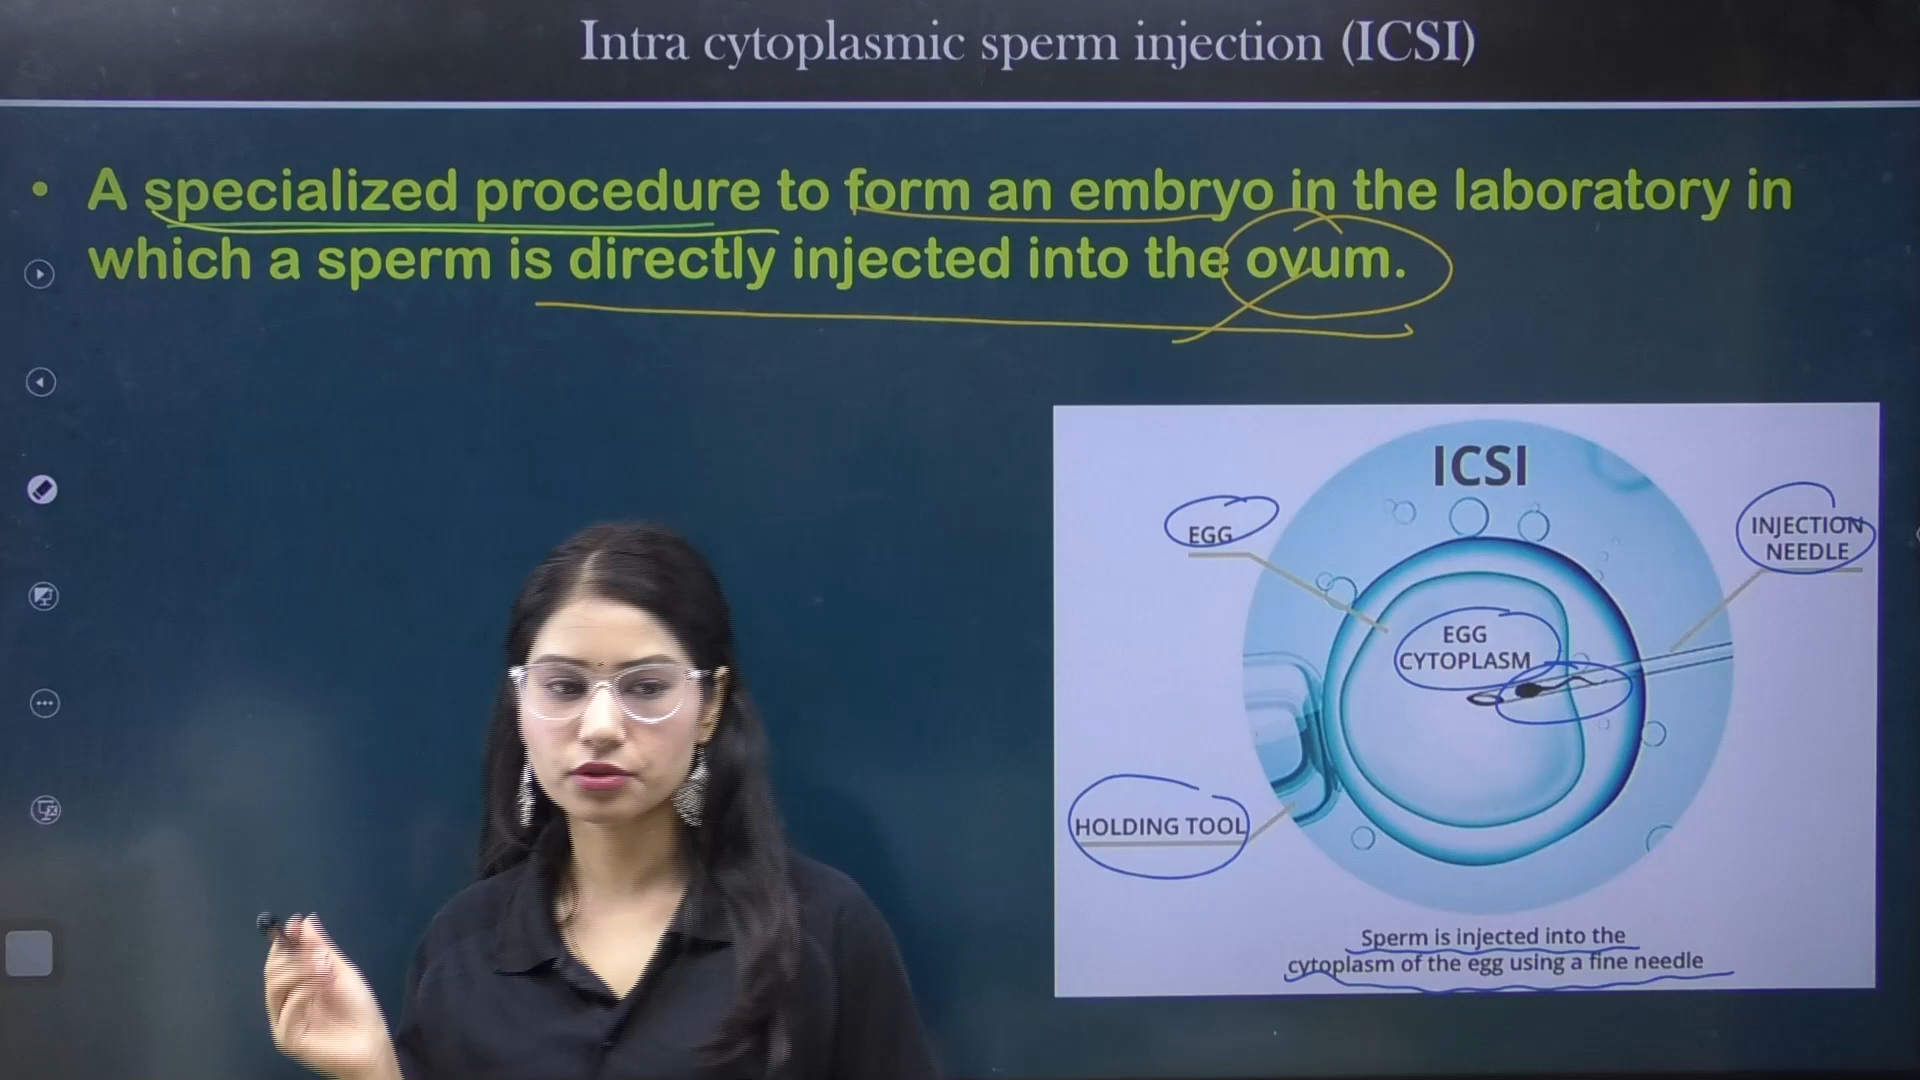 Intra cytoplasmic sperm injection (ICSI)
• A specialized procedure to form an embryo in the laboratory in
which a sperm is directly injected into the ovum.
ICSI
EGG
INJECTION
NEEDLE
EGG
CYTOPLASM
HOLDING TOOL
Sperm is injected into the
cytoplasm of the egg using a fine needle